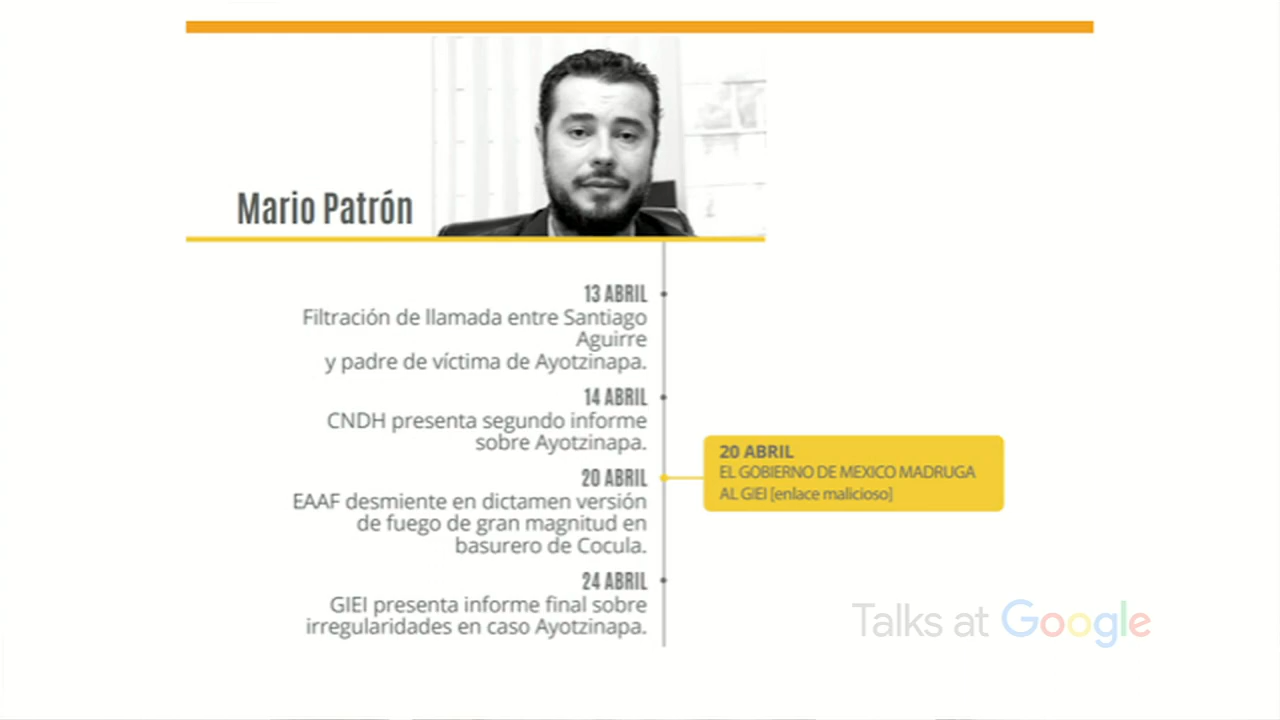 Mario Patrón
13 ABRIL
Filtración de llamada entre Santiago
Aguirre
y padre de víctima de Ayotzinapa.
14 ABRIL
CNDH presenta segundo informe
sobre Ayotzinapa.
20 ABRIL
EAAF desmiente en dictamen versión
de fuego de gran magnitud en
basurero de Cocula.
20 ABRIL
EL GOBIERNO DE MEXICO MADRUGA
AL GIEI [enlace malicioso]
24 ABRIL
GIEI presenta informe final sobre
irregularidades en caso Ayotzinapa.
Talks at Google